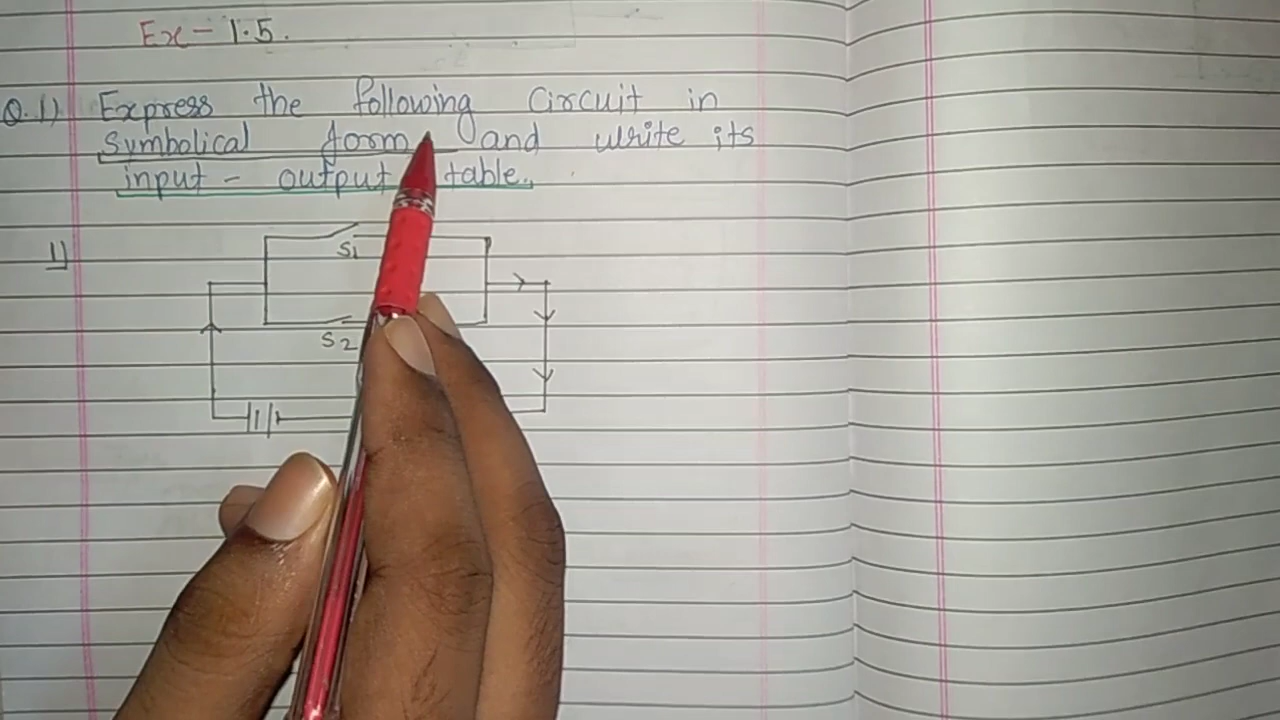 Ex - 1.5.
Q.1) Express the following Circuit in
symbolical form and write its
input - output table.
1)
S1
S2